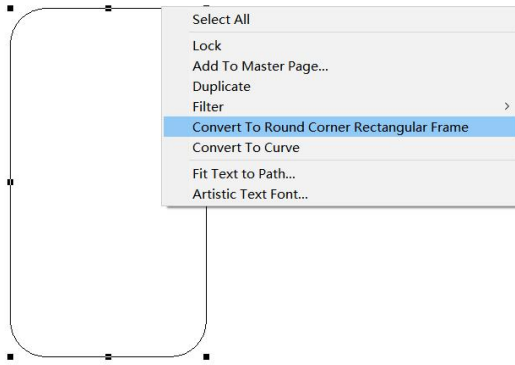 Select All
Lock
Add To Master Page...
Duplicate
Filter
Convert To Round Corner Rectangular Frame
Convert To Curve
Fit Text to Path...
Artistic Text Font...